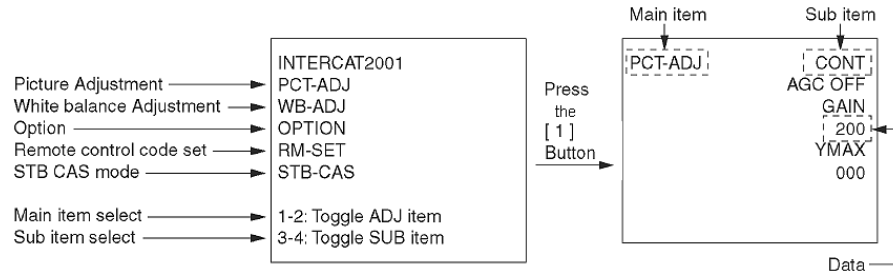 Main item
Sub item
INTERCAT2001
Picture Adjustment
PCT-ADJ
White balance Adjustment
WB-ADJ
Option
OPTION
Remote control code set
RM-SET
STB CAS mode
STB-CAS
Main item select
1-2: Toggle ADJ item
Sub item select
3-4: Toggle SUB item
Press
the
[ 1 ]
Button
PCT-ADJ
CONT
AGC OFF
GAIN
200
YMAX
000
Data